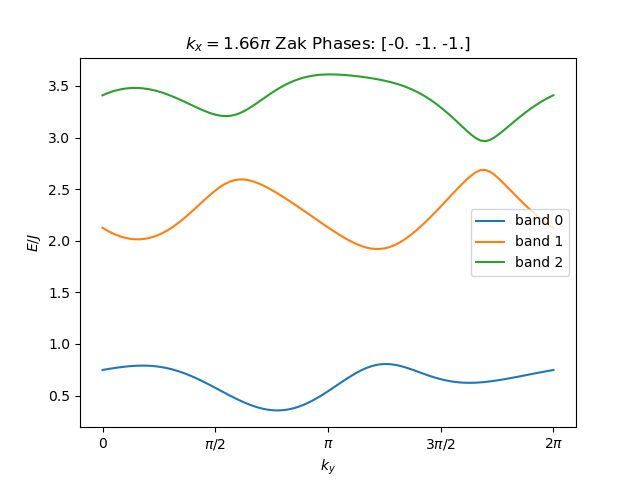 $k_x = 1.66\pi$ Zak Phases: [-0. -1. -1.]
E/J
3.5
3.0
2.5
2.0
1.5
1.0
0.5
band 0
band 1
band 2
0
π/2
π
3π/2
2π
$k_y$